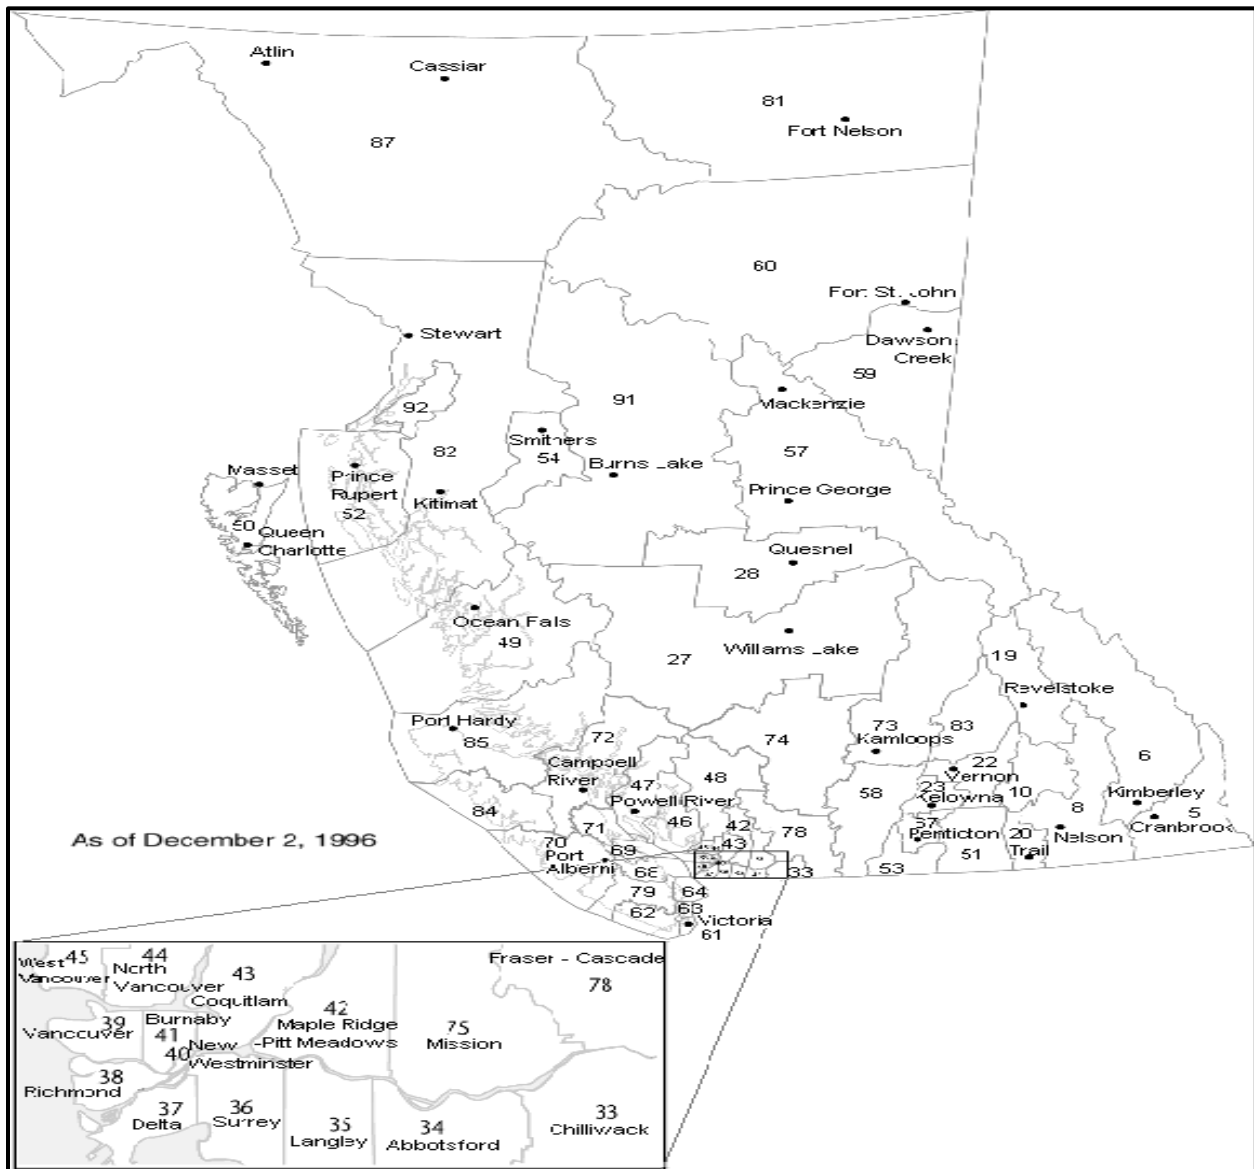 Atlin
Cassiar
81
Fort Nelson
87
60
Fort St. John
Stewart
Dawson
Creek
59
Mackenzie
91
92
Smithers
54
82
57
Burns Lake
Masset
Prince
Rupert
52
Kitimat
Prince George
50
Queen
Charlotte
Quesnel
28
Ocean Falls
49
Willams Lake
27
19
Revelstoke
Port Hardy
85
72
74
73
Kamloops
83
6
Campbell
River
47
48
22
Vernon
58
23
Kelowna
10
Powell River
46
84
Kimberley
8
5
Cranbrook
Nelson
As of December 2, 1996
71
42
43
78
67
Penticton
51
20
Trail
70
Port
Alberni
69
68
53
33
79
64
62
63
Victoria
61
West
Vancouver
45
44
North
Vancouver
43
Coquitlam
Fraser - Cascade
78
39
Vancouver
Burnaby
41
40
New
Westminster
42
Maple Ridge
-Pitt Meadows
75
Mission
38
Richmond
37
Delta
36
Surrey
35
Langley
34
Abbotsford
33
Chilliwack